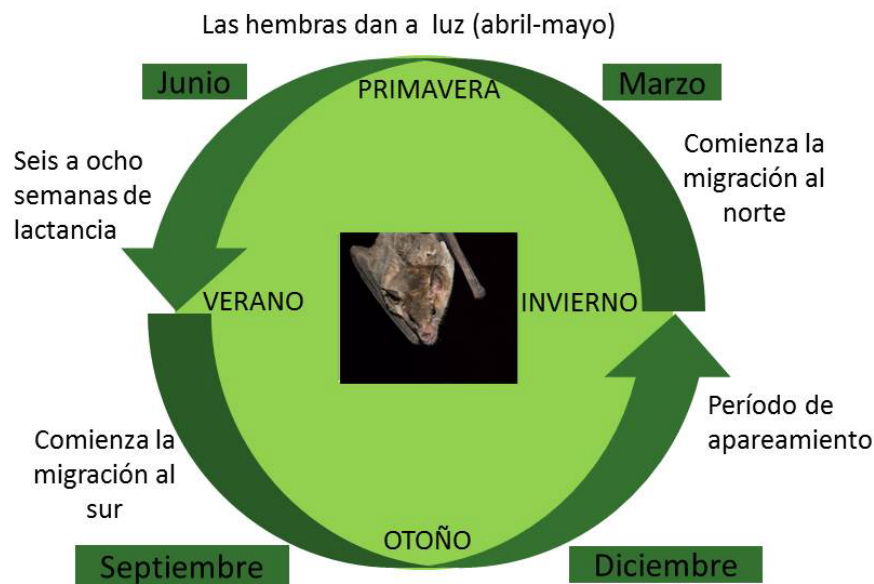 Las hembras dan a luz (abril-mayo)
Junio
PRIMAVERA
Marzo
Seis a ocho
semanas de
lactancia
Comienza la
migración al
norte
VERANO
INVIERNO
Comienza la
migración al
sur
Período de
apareamiento
OTOÑO
Septiembre
Diciembre